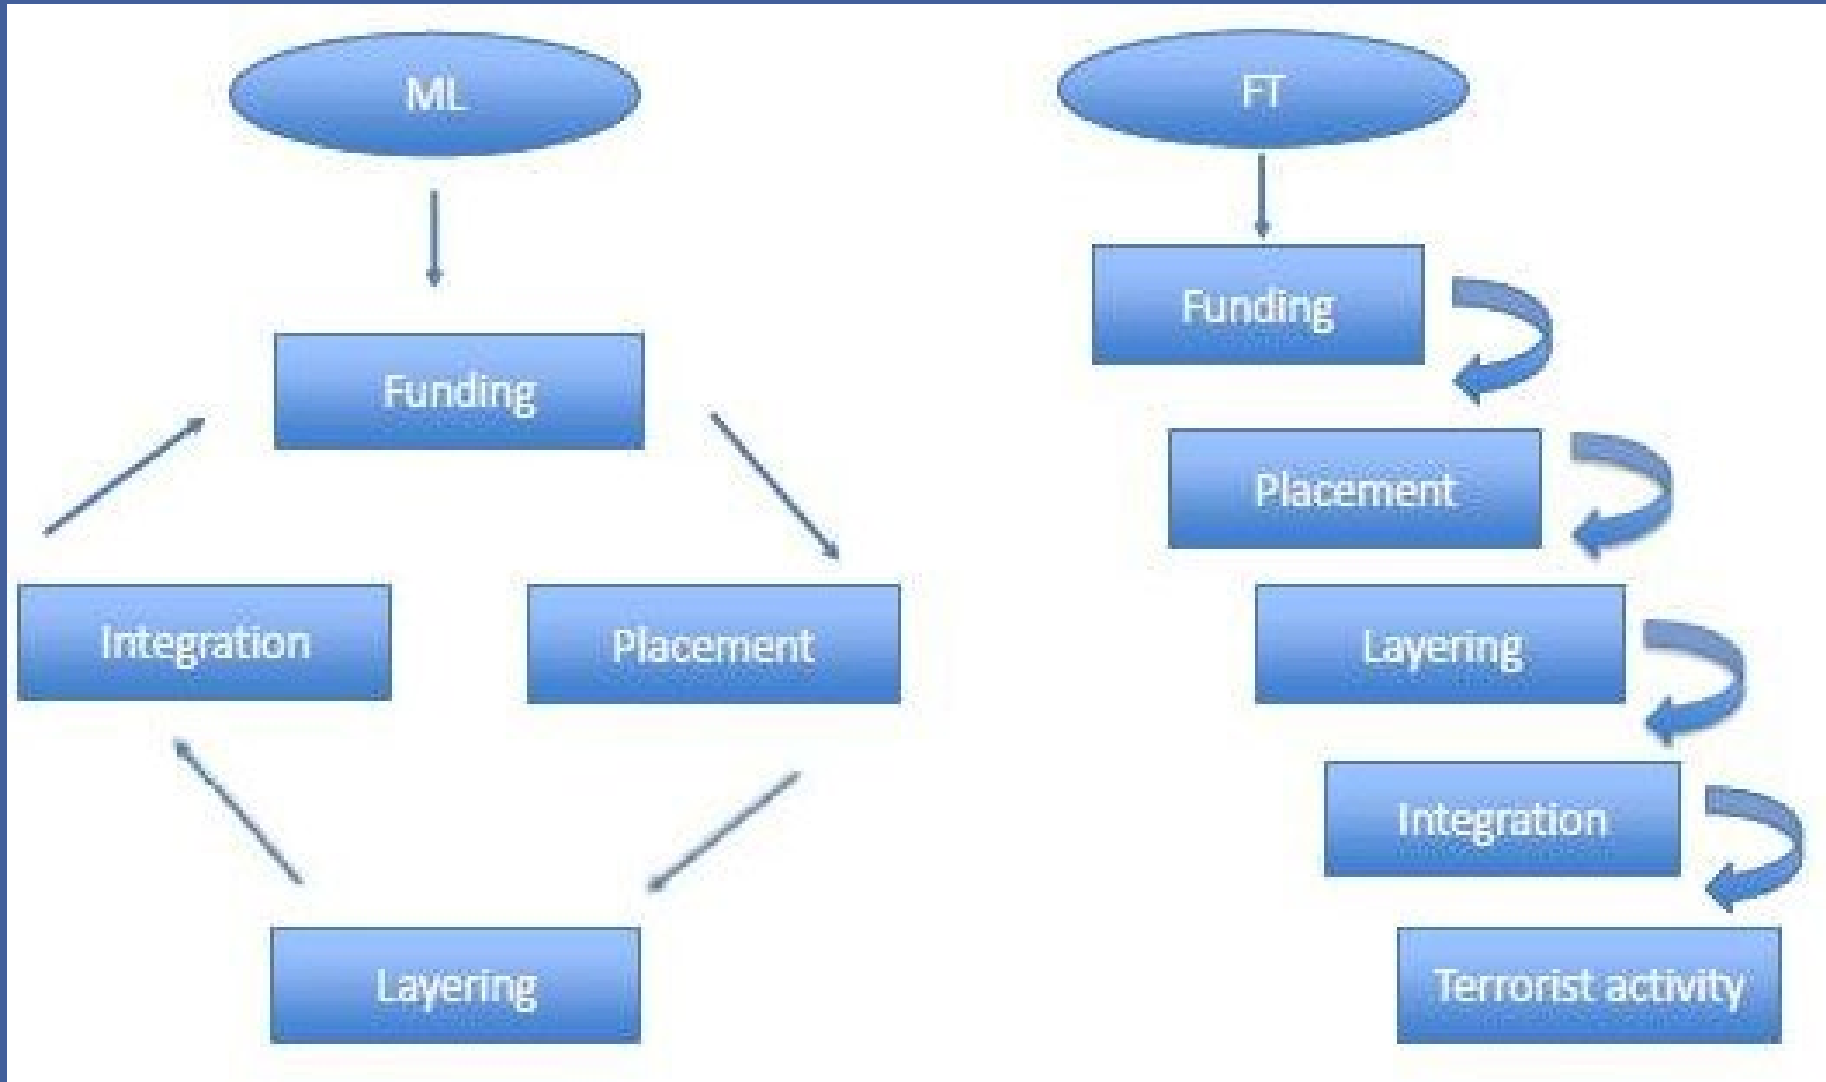 ML
Funding
Integration
Placement
Layering
FT
Funding
Placement
Layering
Integration
Terrorist activity